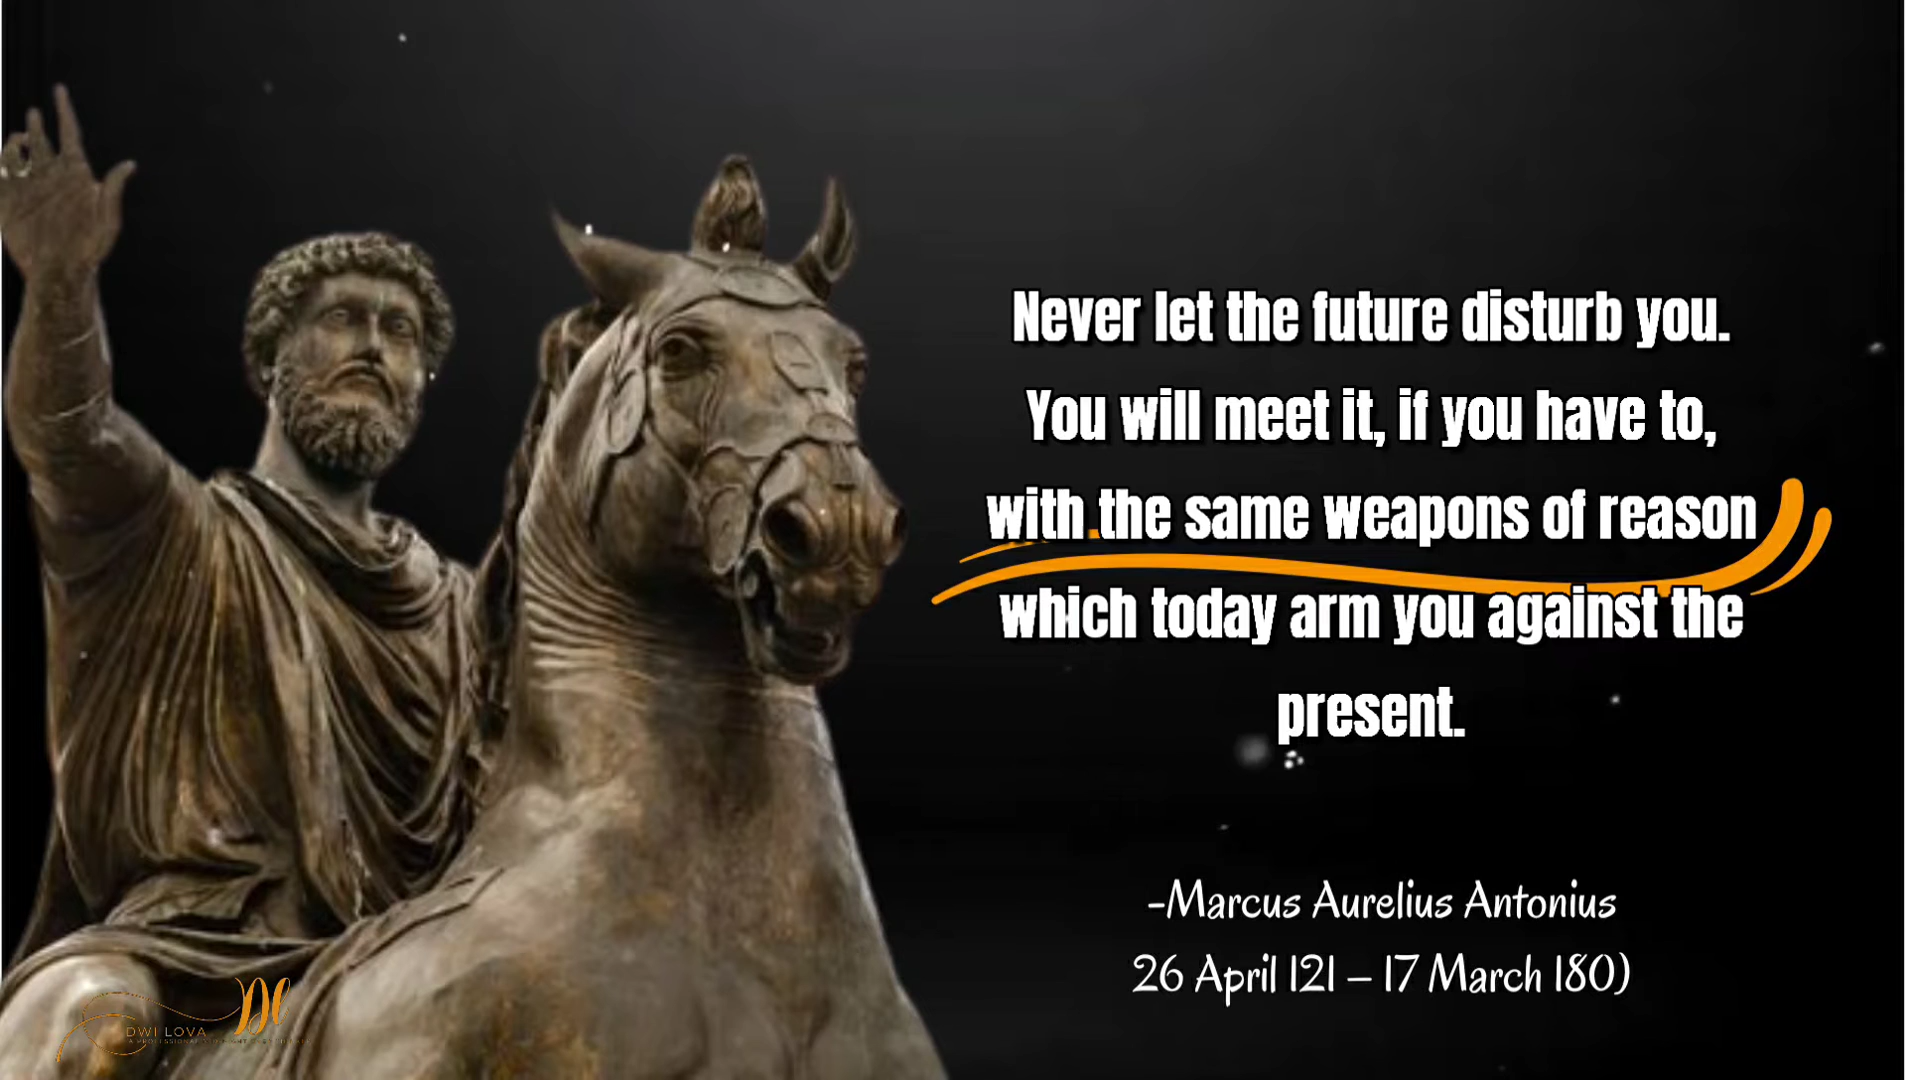 Never let the future disturb you.
You will meet it, if you have to,
with the same weapons of reason
which today arm you against the
present.
-Marcus Aurelius Antonius
26 April 121 – 17 March 180)
DWI LOVA